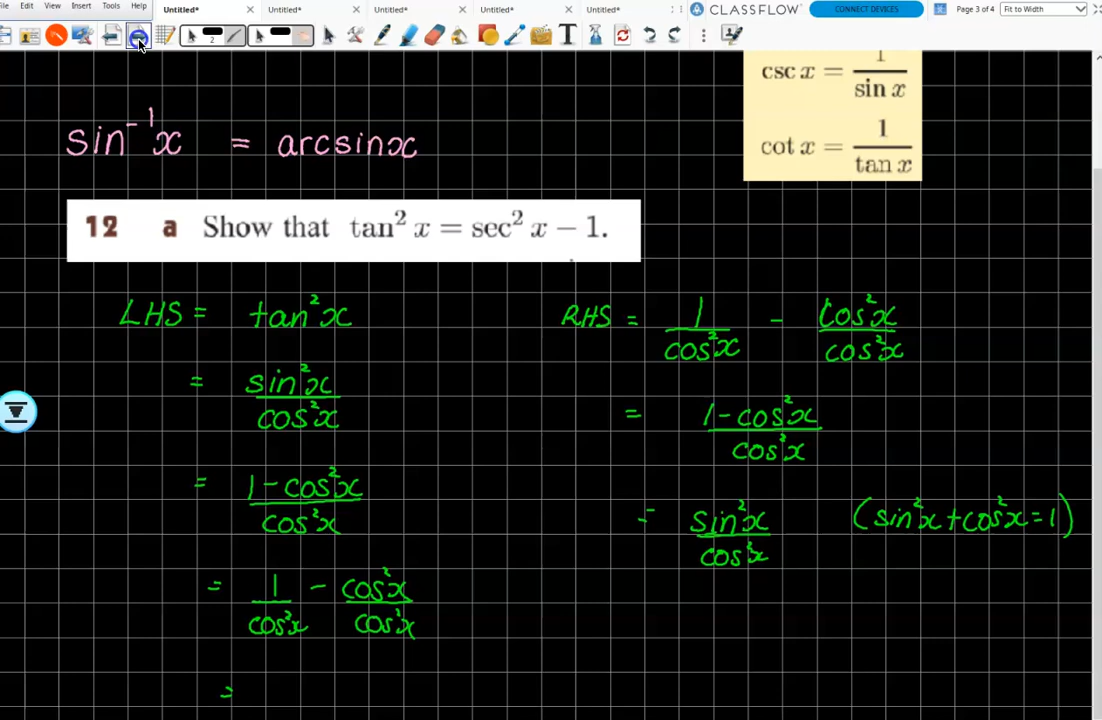 File Edit View Insert Tools Help
Untitled* Untitled* Untitled* Untitled* Untitled*
CLASSFLOW CONNECT DEVICES Page 3 of 4 Fit to Width
2
csc x = 1/sin x
cot x = 1/tan x
sin⁻¹x = arcsinx
12 a Show that tan² x = sec² x − 1.
LHS = tan²x
= sin²x/cos²x
= 1-cos²x/cos²x
= 1/cos²x - cos²x/cos²x
=
RHS = 1/cos²x - cos²x/cos²x
= 1-cos²x/cos²x
= sin²x/cos²x (sin²x+cos²x=1)